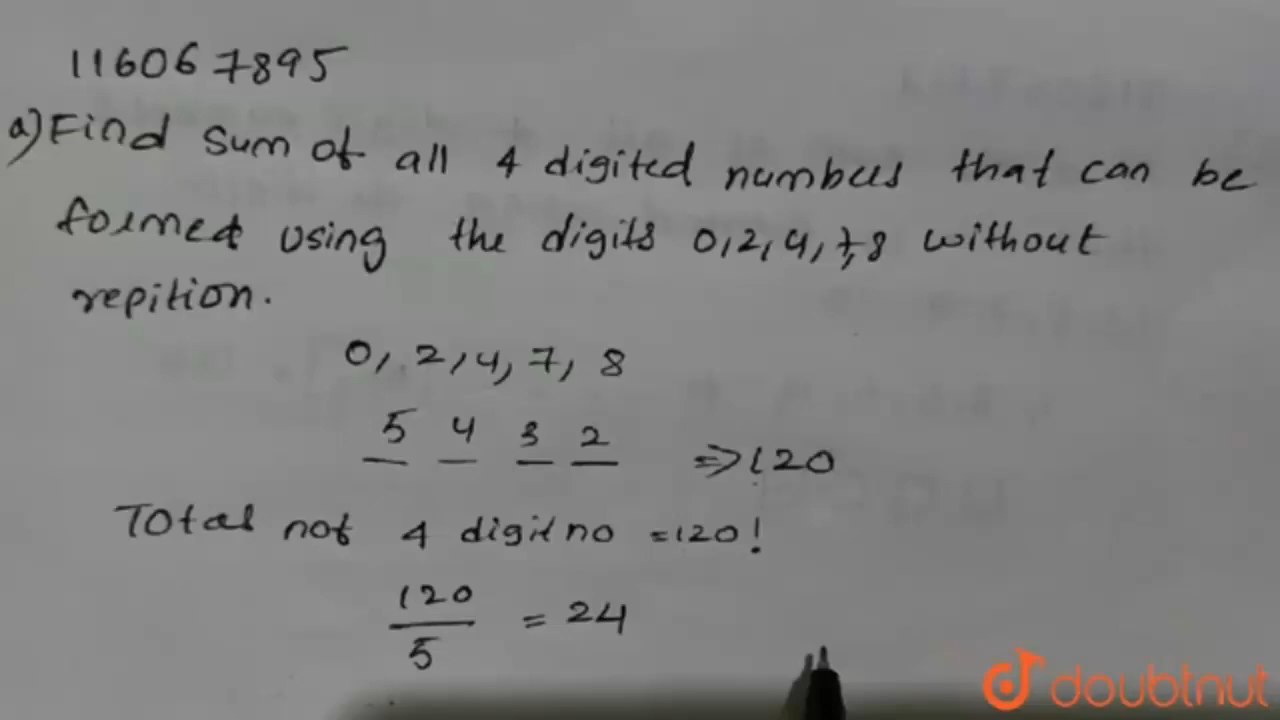 116067895
a) Find sum of all 4 digited numbers that can be
formed using the digits 0,2,4,7,8 without
repition.
0, 2, 4, 7, 8
5 4 3 2 ⇒ 120
Total no of 4 digit no = 120!
120
5 = 24
doubtnut